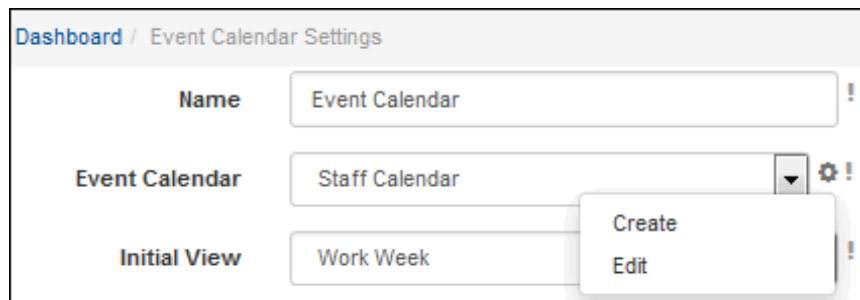 Dashboard / Event Calendar Settings
Name Event Calendar !
Event Calendar Staff Calendar !
Create
Initial View Work Week !
Edit